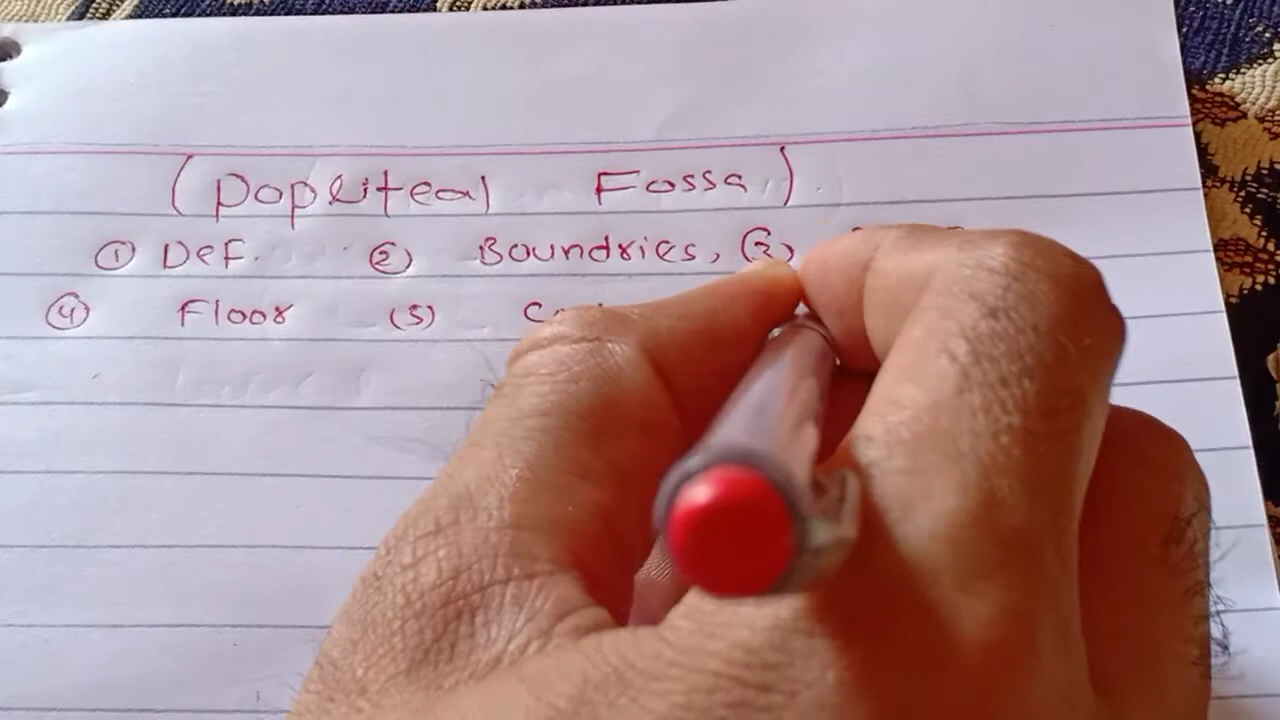 (Popliteal Fossa)
① Def. ② Boundries, ③
④ Floor (5)